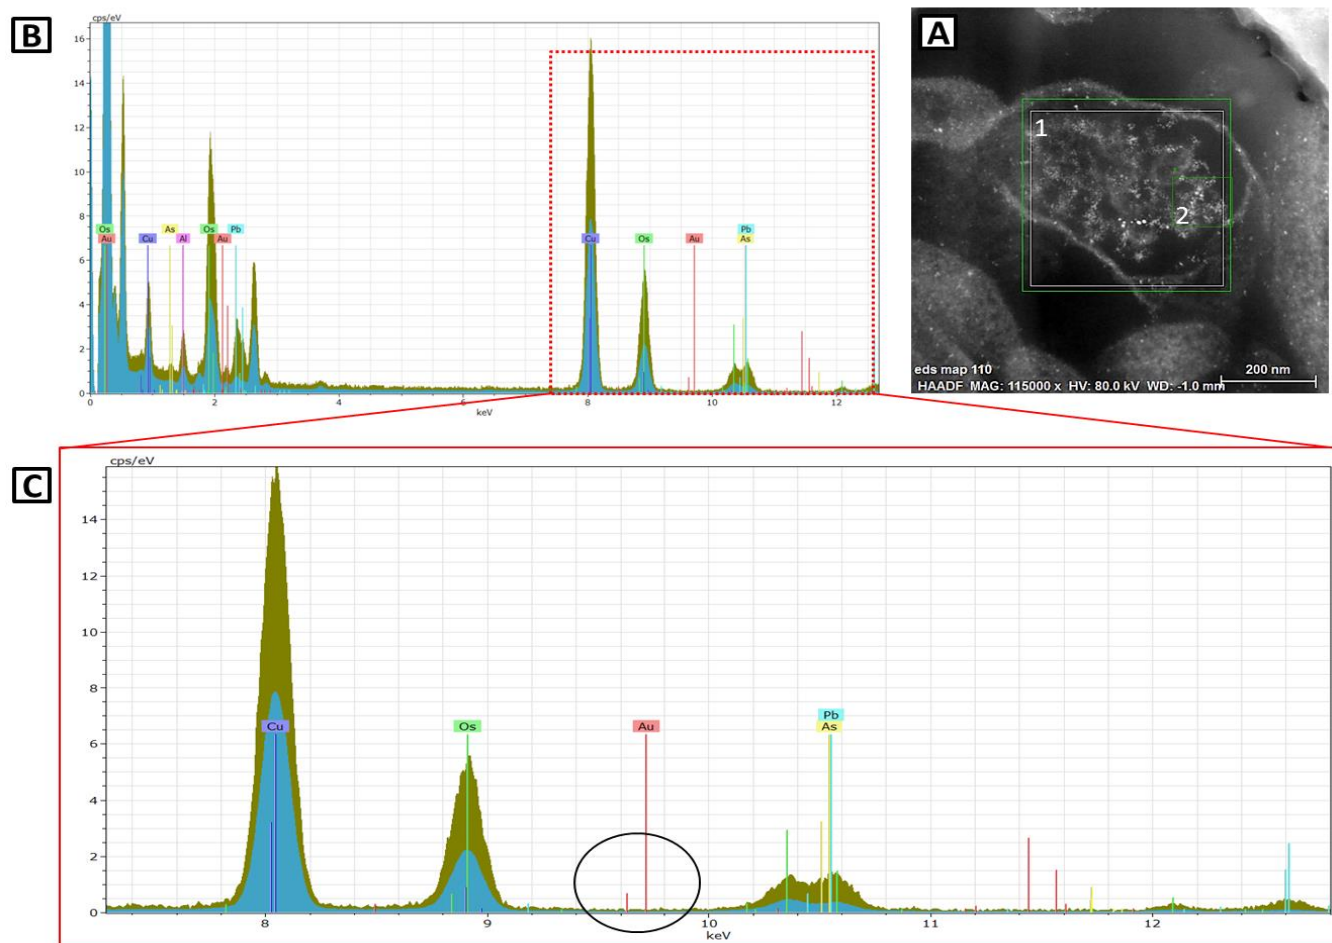 B
cps/eV
16
14
12
10
8
6
4
2
0
Os
Au
Cu
As
Al
Os
Au
Pb
Cu
Os
Au
Pb
As
0 2 4 6 8 10 12
keV
A
1
2
eds map 110
HAADF MAG: 115000 x HV: 80.0 kV WD: -1.0 mm
200 nm
C
cps/eV
14
12
10
8
6
4
2
0
Cu
Os
Au
Pb
As
8 9 10 11 12
keV